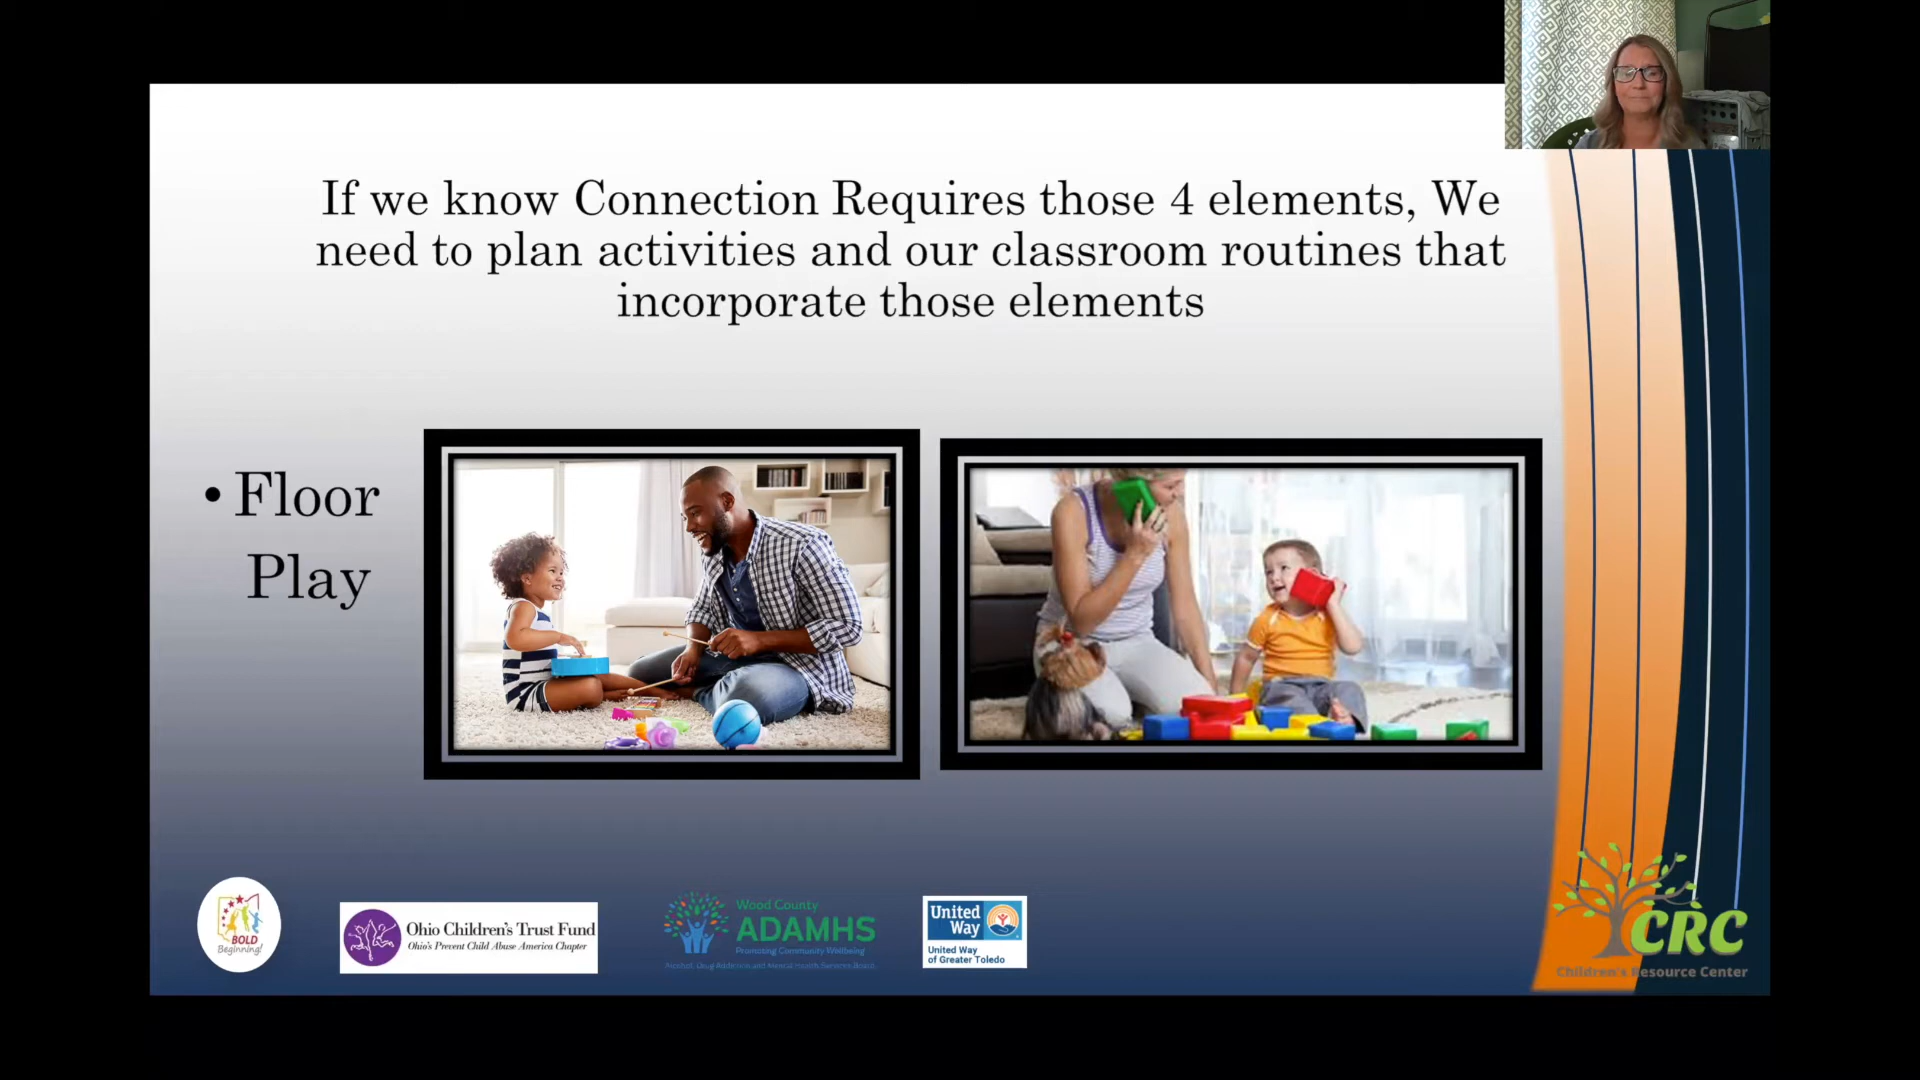 If we know Connection Requires those 4 elements, We
need to plan activities and our classroom routines that
incorporate those elements
• Floor
Play
BOLD
Beginning!
Ohio Children's Trust Fund
Ohio's Prevent Child Abuse America Chapter
Wood County
ADAMHS
Promoting Community Wellbeing
Alcohol, Drug Addiction and Mental Health Services Board
United
Way
United Way
of Greater Toledo
CRC
Children's Resource Center